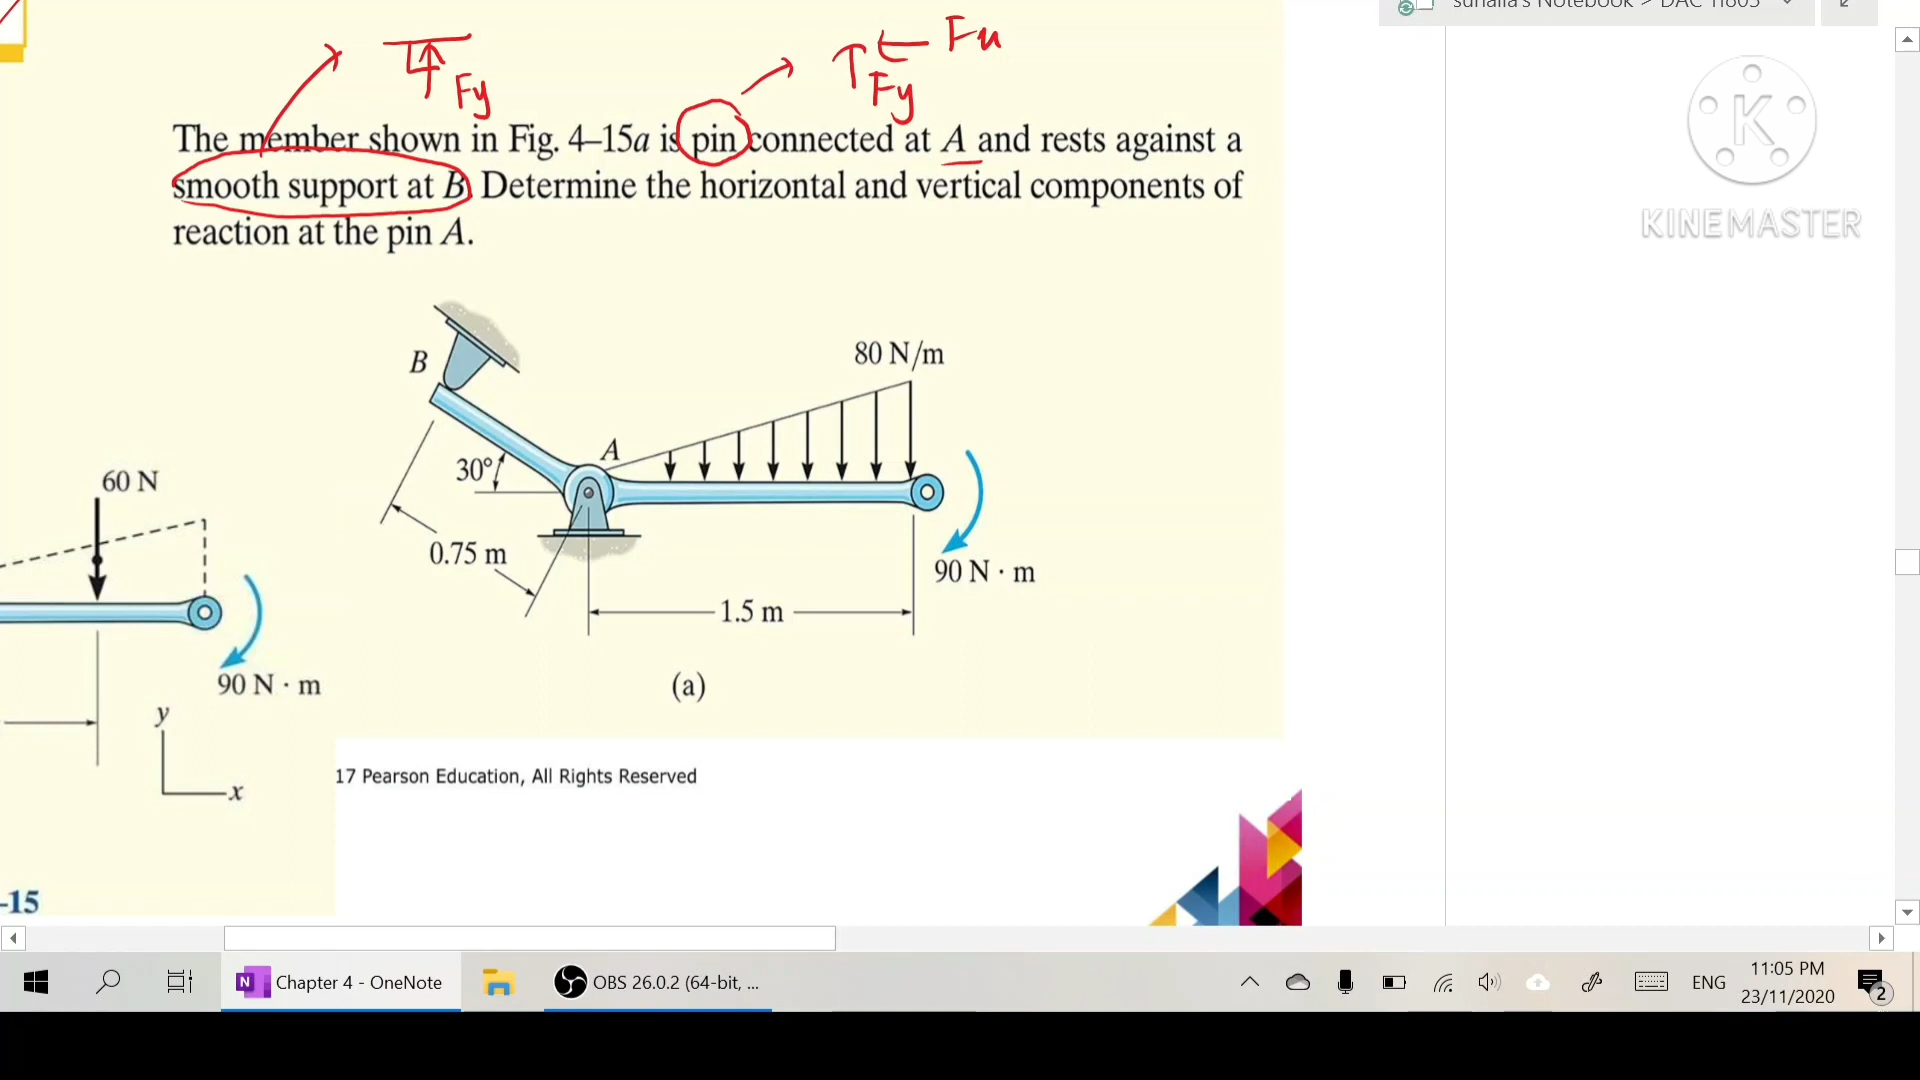 Fy
Fy
Fx
The member shown in Fig. 4–15a is pin connected at A and rests against a
smooth support at B. Determine the horizontal and vertical components of
reaction at the pin A.
KINEMASTER
K
B
80 N/m
A
30°
60 N
0.75 m
90 N · m
1.5 m
90 N · m
(a)
y
x
17 Pearson Education, All Rights Reserved
-15
Chapter 4 - OneNote
OBS 26.0.2 (64-bit, ...
ENG
11:05 PM
23/11/2020
2